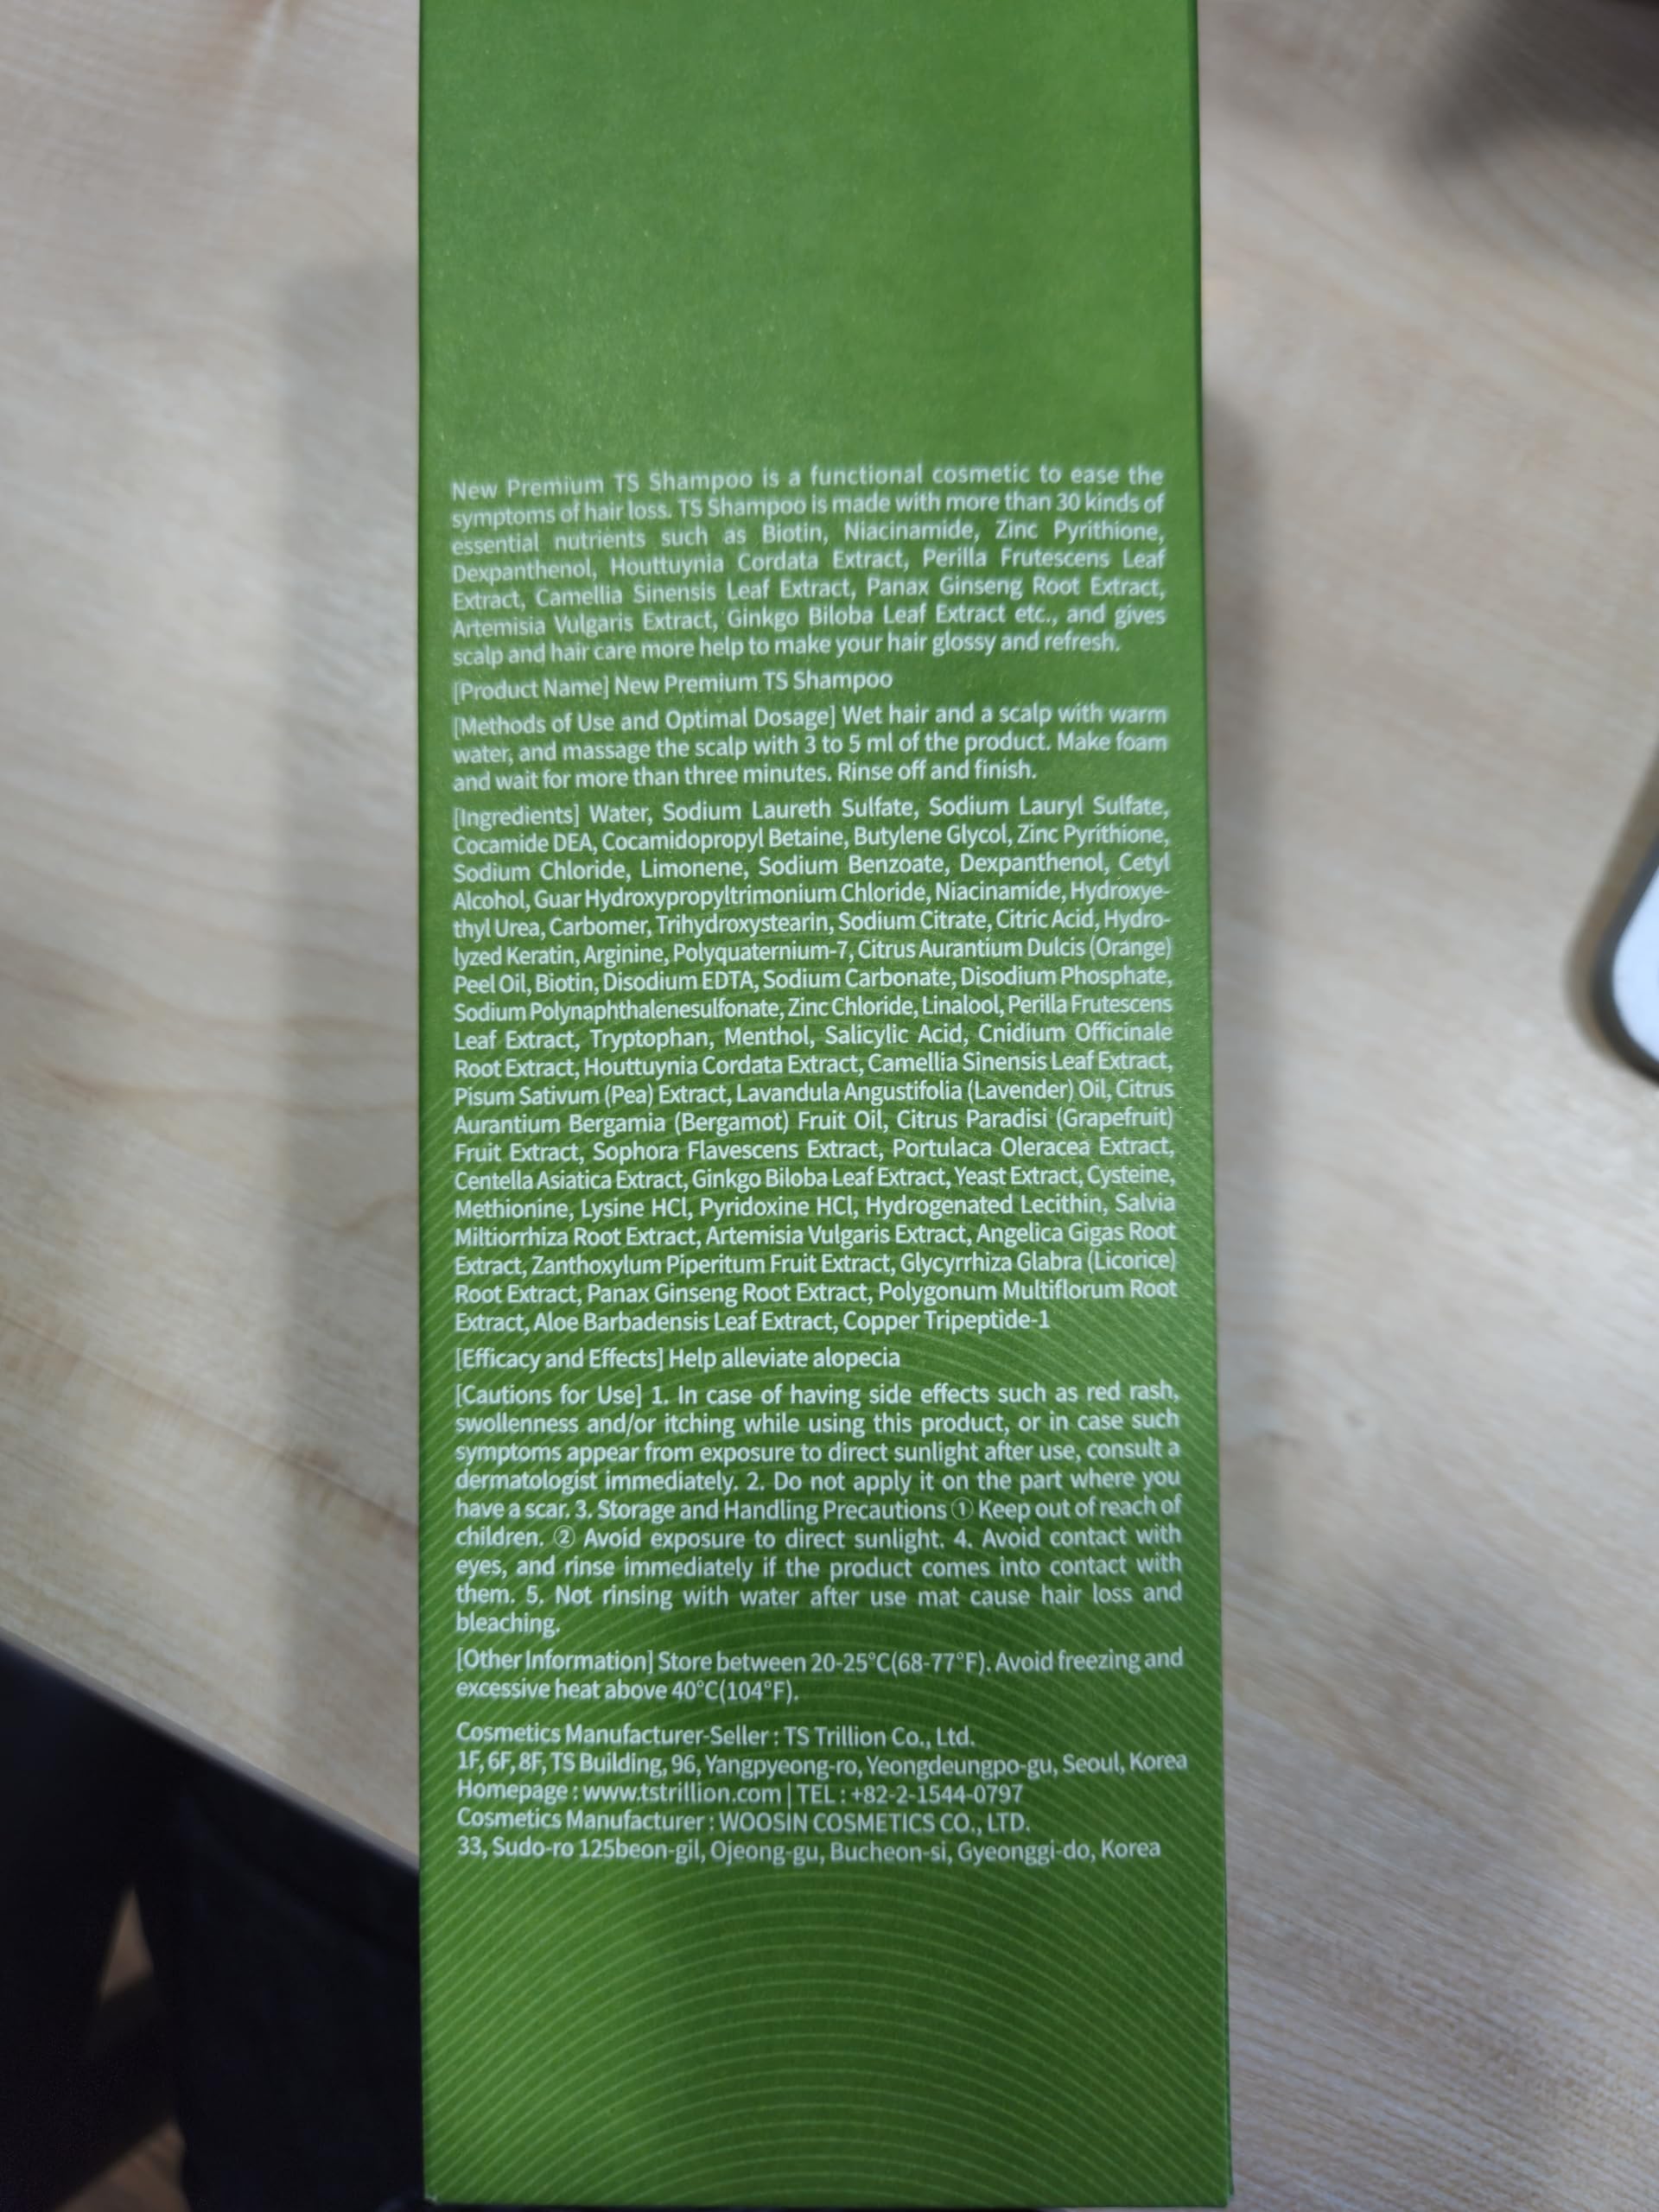 New Premium TS Shampoo is a functional cosmetic to ease the
symptoms of hair loss. TS Shampoo is made with more than 30 kinds of
essential nutrients such as Biotin, Niacinamide, Zinc Pyrithione,
Dexpanthenol, Houttuynia Cordata Extract, Perilla Frutescens Leaf
Extract, Camellia Sinensis Leaf Extract, Panax Ginseng Root Extract,
Artemisia Vulgaris Extract, Ginkgo Biloba Leaf Extract etc., and gives
scalp and hair care more help to make your hair glossy and refresh.
[Product Name] New Premium TS Shampoo
[Methods of Use and Optimal Dosage] Wet hair and a scalp with warm
water, and massage the scalp with 3 to 5 ml of the product. Make foam
and wait for more than three minutes. Rinse off and finish.
[Ingredients] Water, Sodium Laureth Sulfate, Sodium Lauryl Sulfate,
Cocamide DEA, Cocamidopropyl Betaine, Butylene Glycol, Zinc Pyrithione,
Sodium Chloride, Limonene, Sodium Benzoate, Dexpanthenol, Cetyl
Alcohol, Guar Hydroxypropyltrimonium Chloride, Niacinamide, Hydroxye-
thyl Urea, Carbomer, Trihydroxystearin, Sodium Citrate, Citric Acid, Hydro-
lyzed Keratin, Arginine, Polyquaternium-7, Citrus Aurantium Dulcis (Orange)
Peel Oil, Biotin, Disodium EDTA, Sodium Carbonate, Disodium Phosphate,
Sodium Polynaphthalenesulfonate, Zinc Chloride, Linalool, Perilla Frutescens
Leaf Extract, Tryptophan, Menthol, Salicylic Acid, Cnidium Officinale
Root Extract, Houttuynia Cordata Extract, Camellia Sinensis Leaf Extract,
Pisum Sativum (Pea) Extract, Lavandula Angustifolia (Lavender) Oil, Citrus
Aurantium Bergamia (Bergamot) Fruit Oil, Citrus Paradisi (Grapefruit)
Fruit Extract, Sophora Flavescens Extract, Portulaca Oleracea Extract,
Centella Asiatica Extract, Ginkgo Biloba Leaf Extract, Yeast Extract, Cysteine,
Methionine, Lysine HCl, Pyridoxine HCl, Hydrogenated Lecithin, Salvia
Miltiorrhiza Root Extract, Artemisia Vulgaris Extract, Angelica Gigas Root
Extract, Zanthoxylum Piperitum Fruit Extract, Glycyrrhiza Glabra (Licorice)
Root Extract, Panax Ginseng Root Extract, Polygonum Multiflorum Root
Extract, Aloe Barbadensis Leaf Extract, Copper Tripeptide-1
[Efficacy and Effects] Help alleviate alopecia
[Cautions for Use] 1. In case of having side effects such as red rash,
swollenness and/or itching while using this product, or in case such
symptoms appear from exposure to direct sunlight after use, consult a
dermatologist immediately. 2. Do not apply it on the part where you
have a scar. 3. Storage and Handling Precautions ① Keep out of reach of
children. ② Avoid exposure to direct sunlight. 4. Avoid contact with
eyes, and rinse immediately if the product comes into contact with
them. 5. Not rinsing with water after use mat cause hair loss and
bleaching.
[Other Information] Store between 20-25°C(68-77°F). Avoid freezing and
excessive heat above 40°C(104°F).
Cosmetics Manufacturer-Seller : TS Trillion Co., Ltd.
1F, 6F, 8F, TS Building, 96, Yangpyeong-ro, Yeongdeungpo-gu, Seoul, Korea
Homepage : www.tstrillion.com | TEL : +82-2-1544-0797
Cosmetics Manufacturer : WOOSIN COSMETICS CO., LTD.
33, Sudo-ro 125beon-gil, Ojeong-gu, Bucheon-si, Gyeonggi-do, Korea